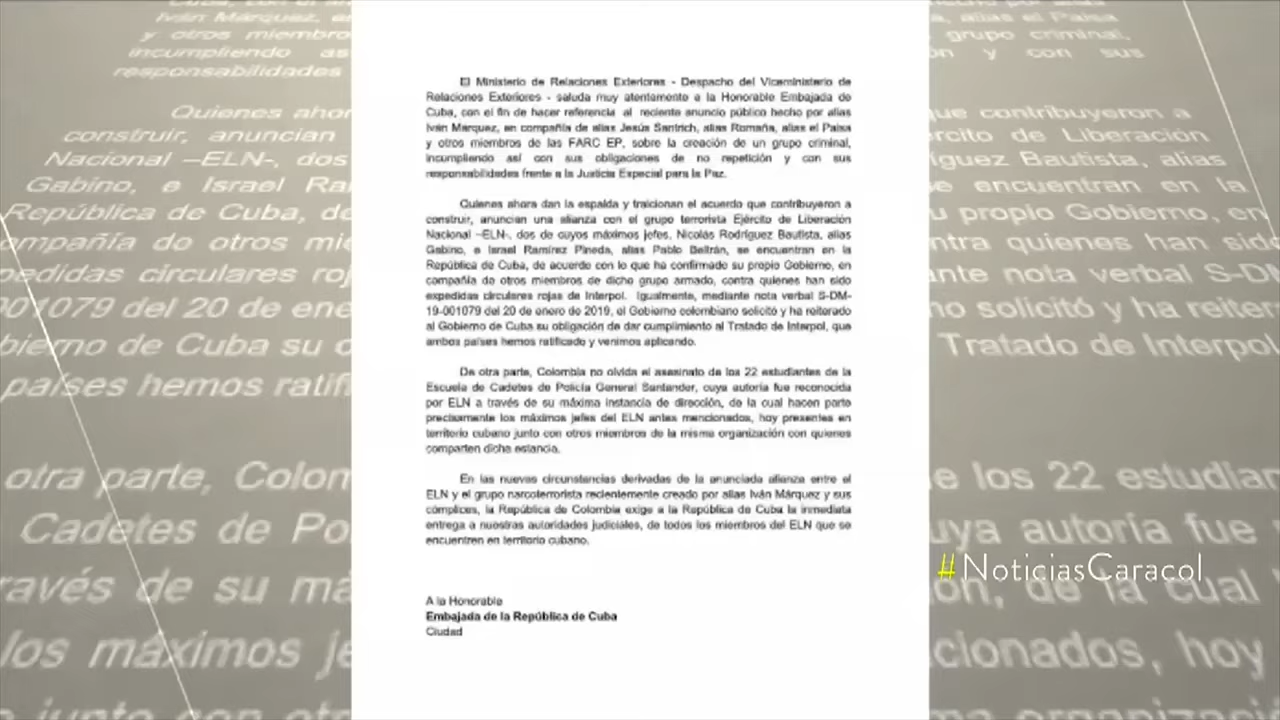 El Ministerio de Relaciones Exteriores - Despacho del Viceministerio de
Relaciones Exteriores - saluda muy atentamente a la Honorable Embajada de
Cuba, con el fin de hacer referencia al reciente anuncio público hecho por alias
Iván Márquez, en compañía de alias Jesús Santrich, alias Romaña, alias el Paisa
y otros miembros de las FARC EP, sobre la creación de un grupo criminal,
incumpliendo así con sus obligaciones de no repetición y con sus
responsabilidades frente a la Justicia Especial para la Paz.
Quienes ahora dan la espalda y traicionan el acuerdo que contribuyeron a
construir, anuncian una alianza con el grupo terrorista Ejército de Liberación
Nacional –ELN-, dos de cuyos máximos jefes, Nicolás Rodríguez Bautista, alias
Gabino, e Israel Ramírez Pineda, alias Pablo Beltrán, se encuentran en la
República de Cuba, de acuerdo con lo que ha confirmado su propio Gobierno, en
compañía do otros miembros de dicho grupo armado, contra quienes han sido
expedidas circulares rojas de Interpol. Igualmente, mediante nota verbal S-DM-
19-001079 del 20 de enero de 2019, el Gobierno colombiano solicitó y ha reiterado
al Gobierno de Cuba su obligación de dar cumplimiento al Tratado de Interpol, que
ambos países hemos ratificado y venimos aplicando.
De otra parte, Colombia no olvida el asesinato de los 22 estudiantes de la
Escuela de Cadetes de Policía General Santander, cuya autoría fue reconocida
por ELN a través de su máxima instancia de dirección, de la cual hacen parte
precisamente los máximos jefes del ELN antes mencionados, hoy presentes en
territorio cubano junto con otros miembros de la misma organización con quienes
comparten dicha estancia.
En las nuevas circunstancias derivadas de la anunciada alianza entre el
ELN y el grupo narcoterrorista recientemente creado por alias Iván Márquez y sus
cómplices, la República de Colombia exige a la República de Cuba la inmediata
entrega a nuestras autoridades judiciales, de todos los miembros del ELN que se
encuentren en territorio cubano.
A la Honorable
Embajada de la República de Cuba
Ciudad
#NoticiasCaracol